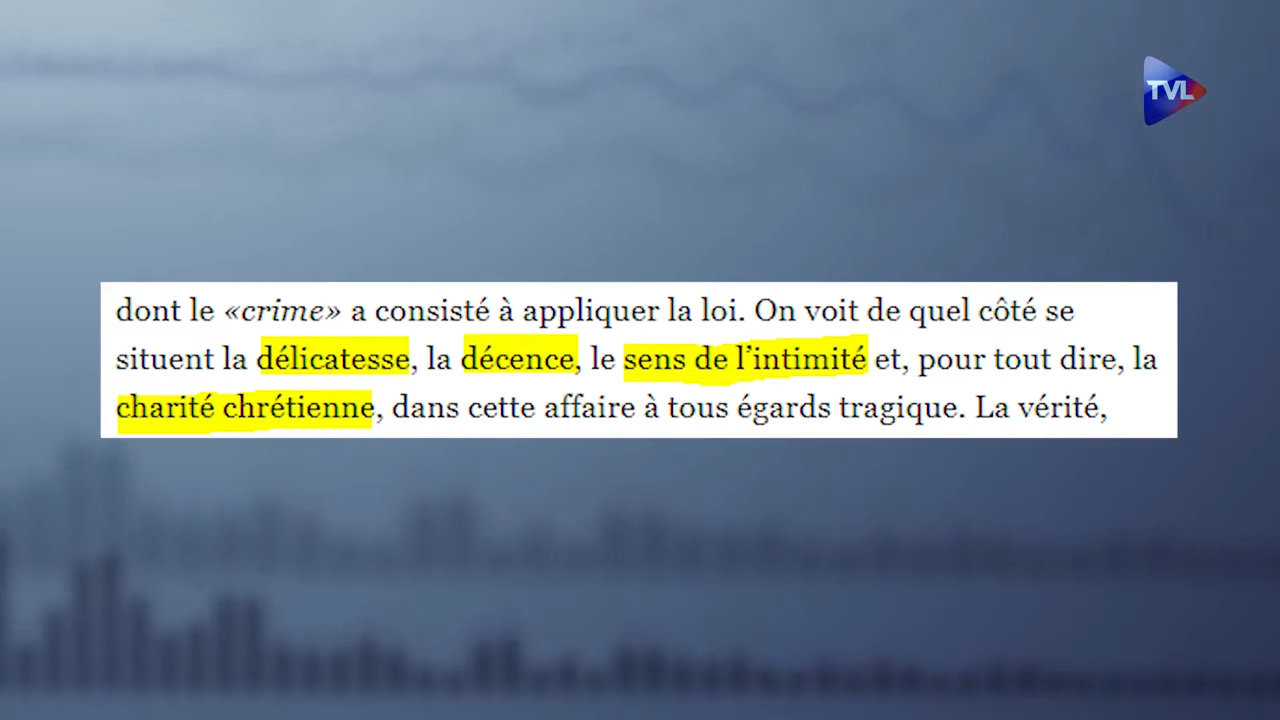 TVL
dont le «crime» a consisté à appliquer la loi. On voit de quel côté se
situent la délicatesse, la décence, le sens de l’intimité et, pour tout dire, la
charité chrétienne, dans cette affaire à tous égards tragique. La vérité,